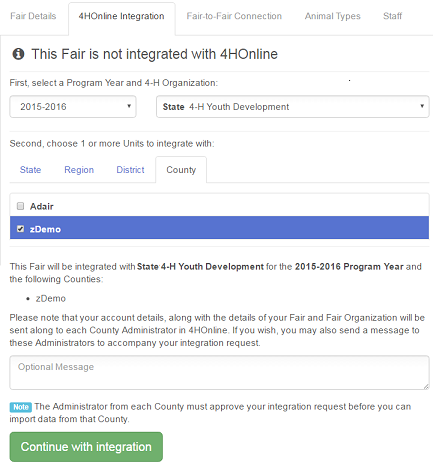 Fair Details 4HOnline Integration Fair-to-Fair Connection Animal Types Staff
This Fair is not integrated with 4HOnline
First, select a Program Year and 4-H Organization:
2015-2016 State 4-H Youth Development
Second, choose 1 or more Units to integrate with:
State Region District County
Adair
zDemo
This Fair will be integrated with State 4-H Youth Development for the 2015-2016 Program Year and
the following Counties:
• zDemo
Please note that your account details, along with the details of your Fair and Fair Organization will be
sent along to each County Administrator in 4HOnline. If you wish, you may also send a message to
these Administrators to accompany your integration request.
Optional Message
Note The Administrator from each County must approve your integration request before you can
import data from that County.
Continue with integration